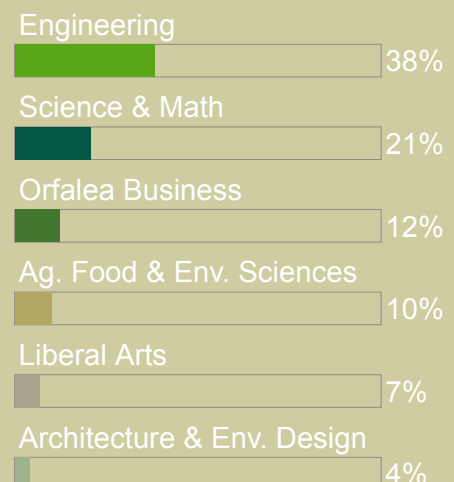 Engineering
38%
Science & Math
21%
Orfalea Business
12%
Ag. Food & Env. Sciences
10%
Liberal Arts
7%
Architecture & Env. Design
4%